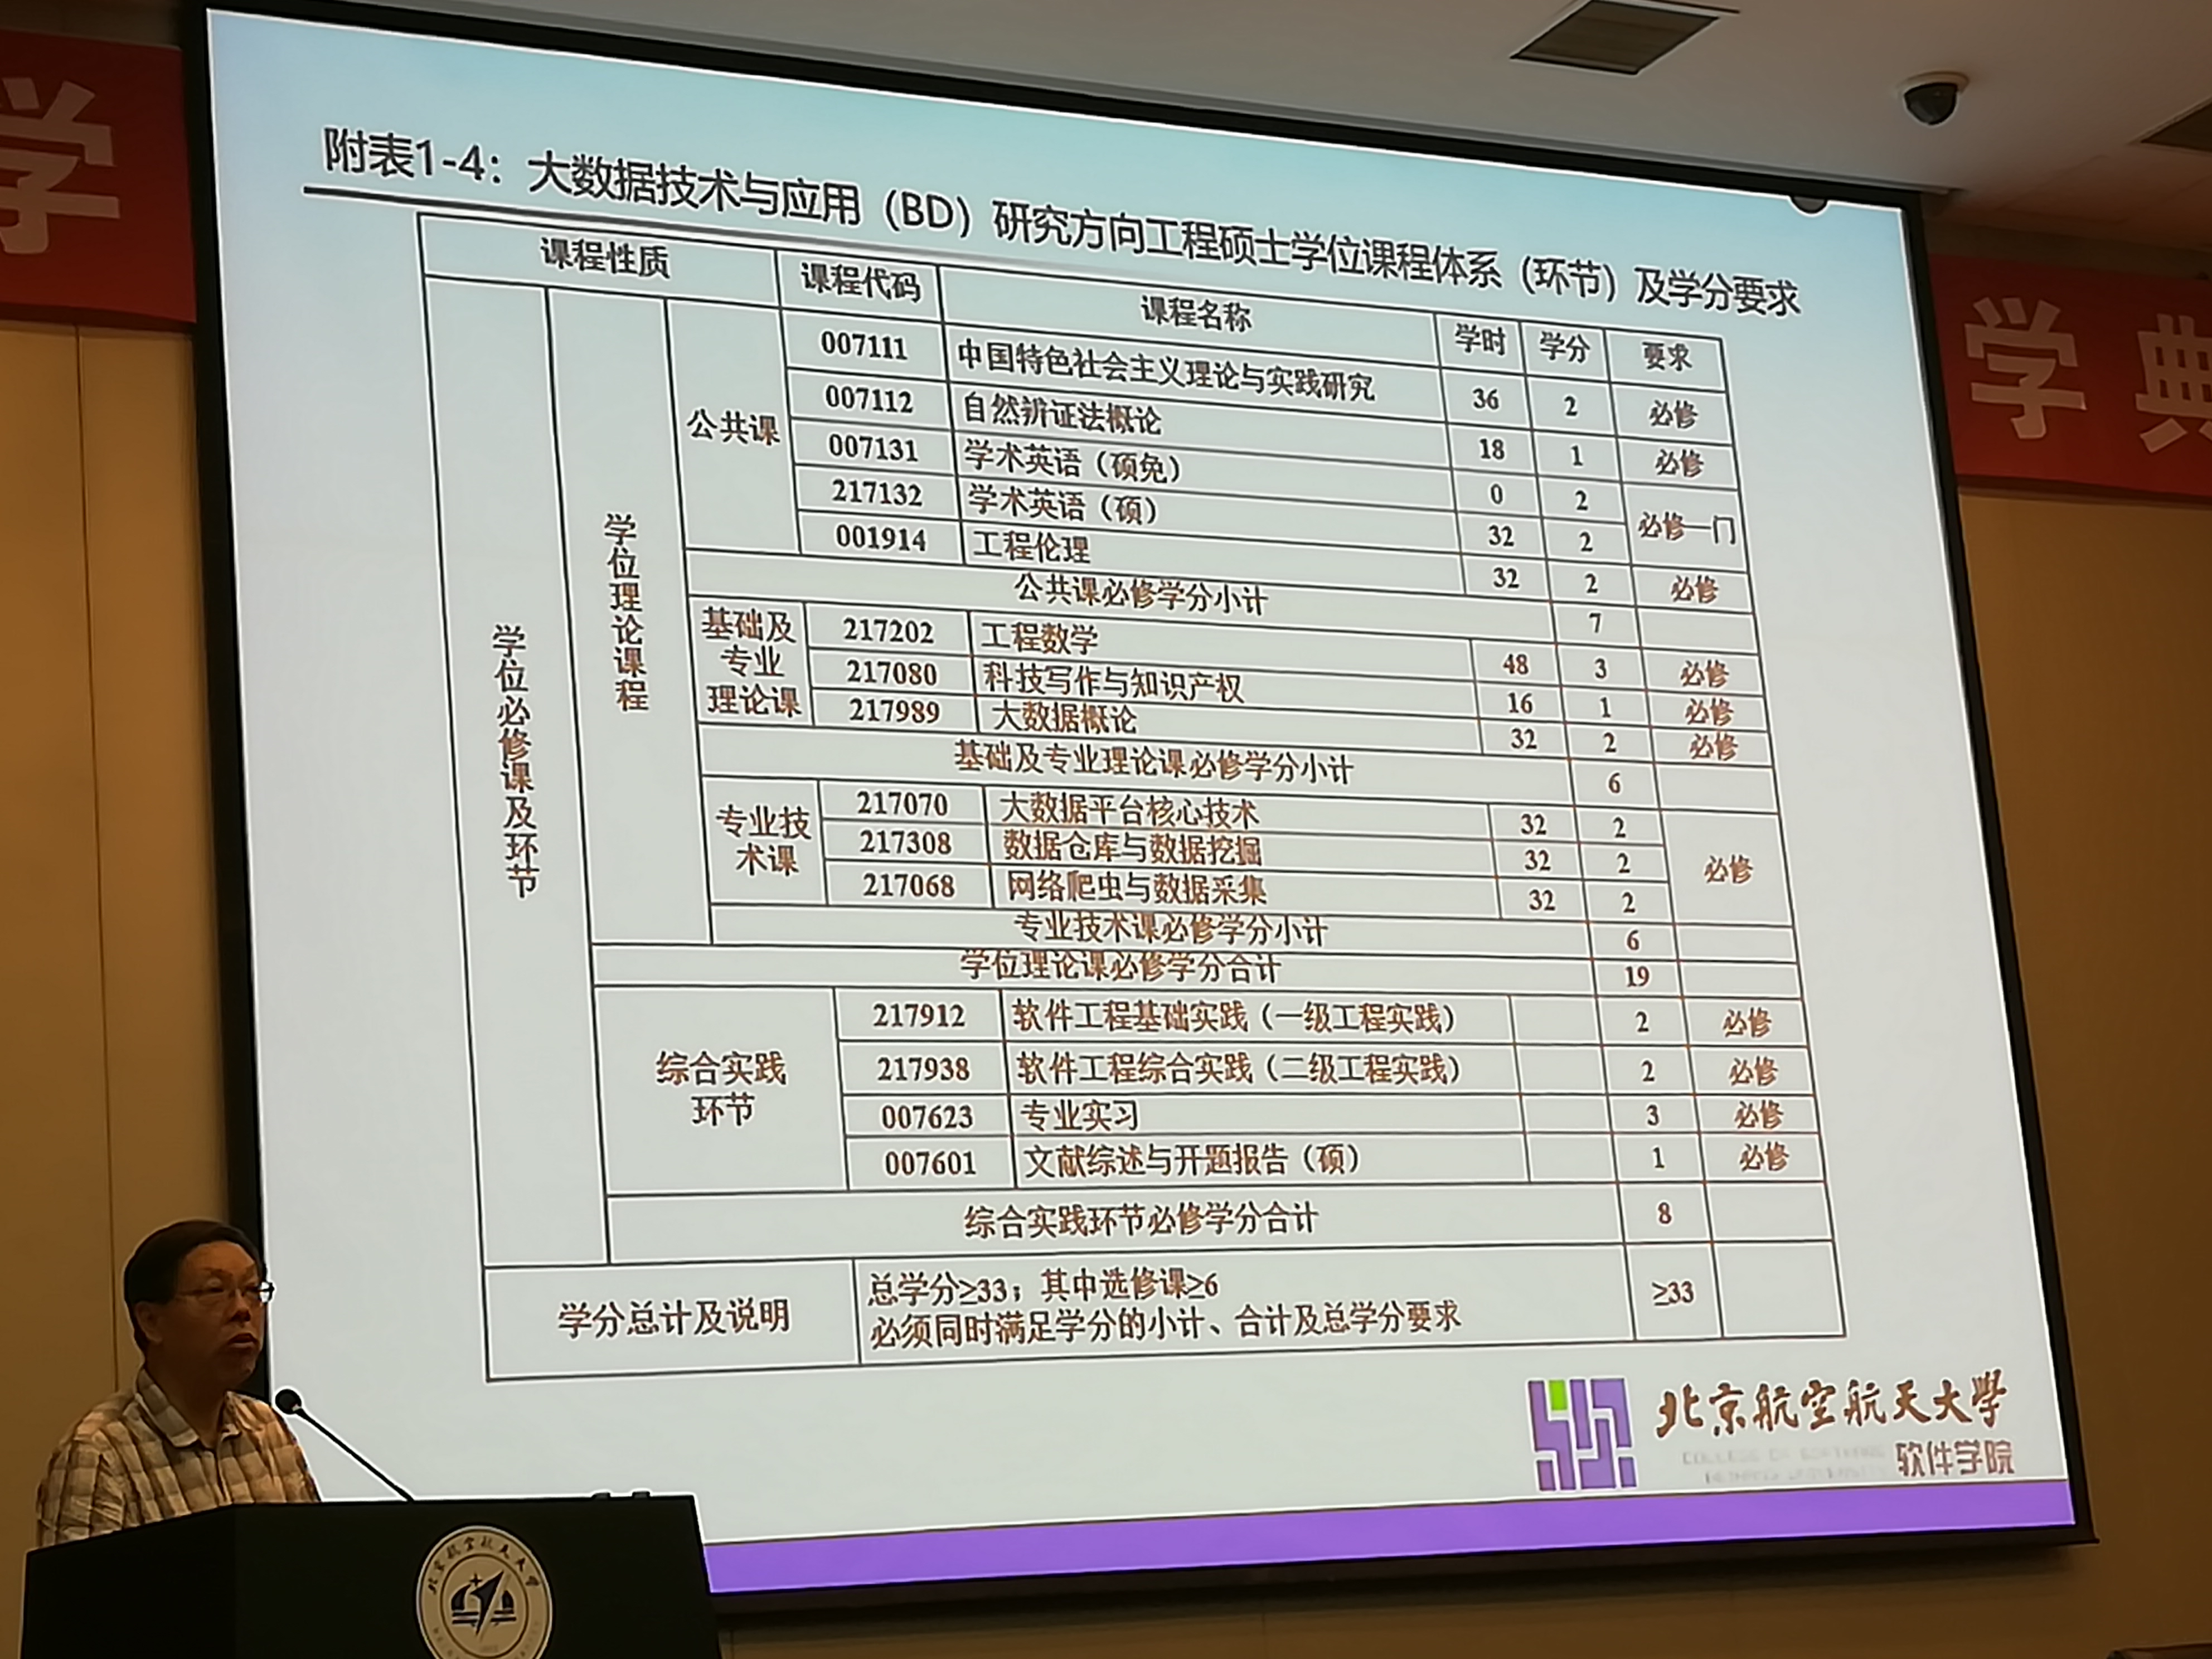 学
学 典
附表1-4：大数据技术与应用（BD）研究方向工程硕士学位课程体系（环节）及学分要求
课程性质 课程代码 课程名称 学时 学分 要求
学位必修课及环节
学位理论课程
公共课
007111 中国特色社会主义理论与实践研究 36 2 必修
007112 自然辨证法概论 18 1 必修
007131 学术英语（硕免） 0 2 必修一门
217132 学术英语（硕） 32 2
001914 工程伦理 32 2 必修
公共课必修学分小计 7
基础及专业理论课
217202 工程数学 48 3 必修
217080 科技写作与知识产权 16 1 必修
217989 大数据概论 32 2 必修
基础及专业理论课必修学分小计 6
专业技术课
217070 大数据平台核心技术 32 2 必修
217308 数据仓库与数据挖掘 32 2
217068 网络爬虫与数据采集 32 2
专业技术课必修学分小计 6
学位理论课必修学分合计 19
综合实践环节
217912 软件工程基础实践（一级工程实践） 2 必修
217938 软件工程综合实践（二级工程实践） 2 必修
007623 专业实习 3 必修
007601 文献综述与开题报告（硕） 1 必修
综合实践环节必修学分合计 8
学分总计及说明
总学分≥33；其中选修课≥6 ≥33
必须同时满足学分的小计、合计及总学分要求
北京航空航天大学
软件学院
北京航空航天大学